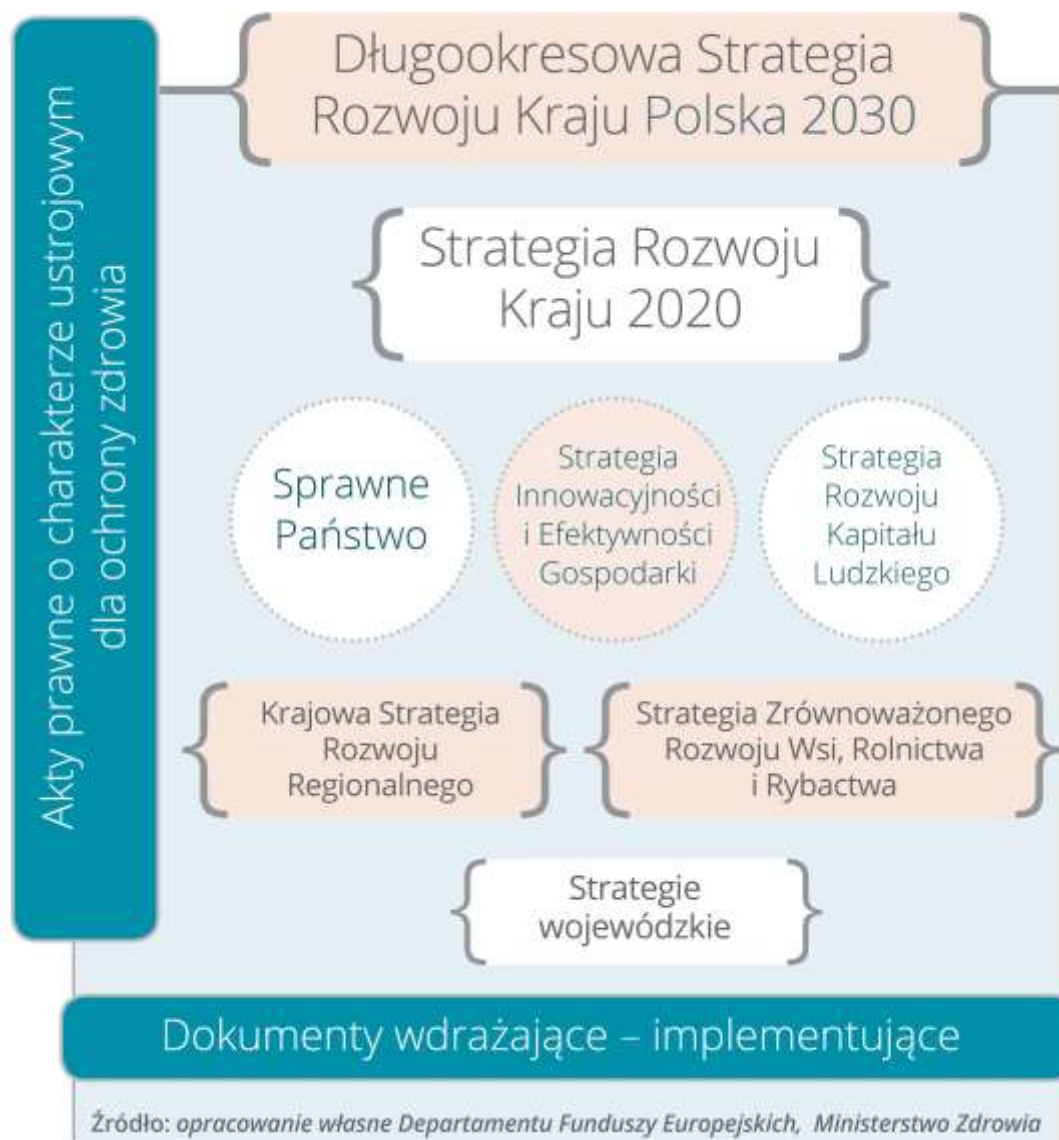 Akty prawne o charakterze ustrojowym
dla ochrony zdrowia
Długookresowa Strategia
Rozwoju Kraju Polska 2030
Strategia Rozwoju
Kraju 2020
Sprawne
Państwo
Strategia
Innowacyjności
i Efektywności
Gospodarki
Strategia
Rozwoju
Kapitału
Ludzkiego
Krajowa Strategia
Rozwoju
Regionalnego
Strategia Zrównoważonego
Rozwoju Wsi, Rolnictwa
i Rybactwa
Strategie
wojewódzkie
Dokumenty wdrażające – implementujące
Źródło: opracowanie własne Departamentu Funduszy Europejskich, Ministerstwo Zdrowia